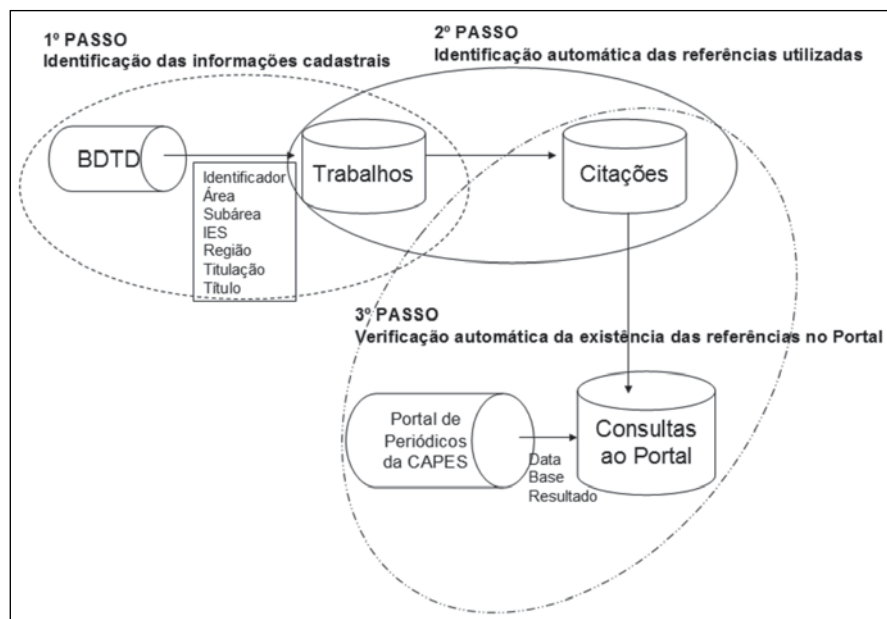 1º PASSO
Identificação das informações cadastrais
2º PASSO
Identificação automática das referências utilizadas
BDTD
Identificador
Área
Subárea
IES
Região
Titulação
Título
Trabalhos
Citações
3º PASSO
Verificação automática da existência das referências no Portal
Portal de
Periódicos
da CAPES
Data
Base
Resultado
Consultas
ao Portal